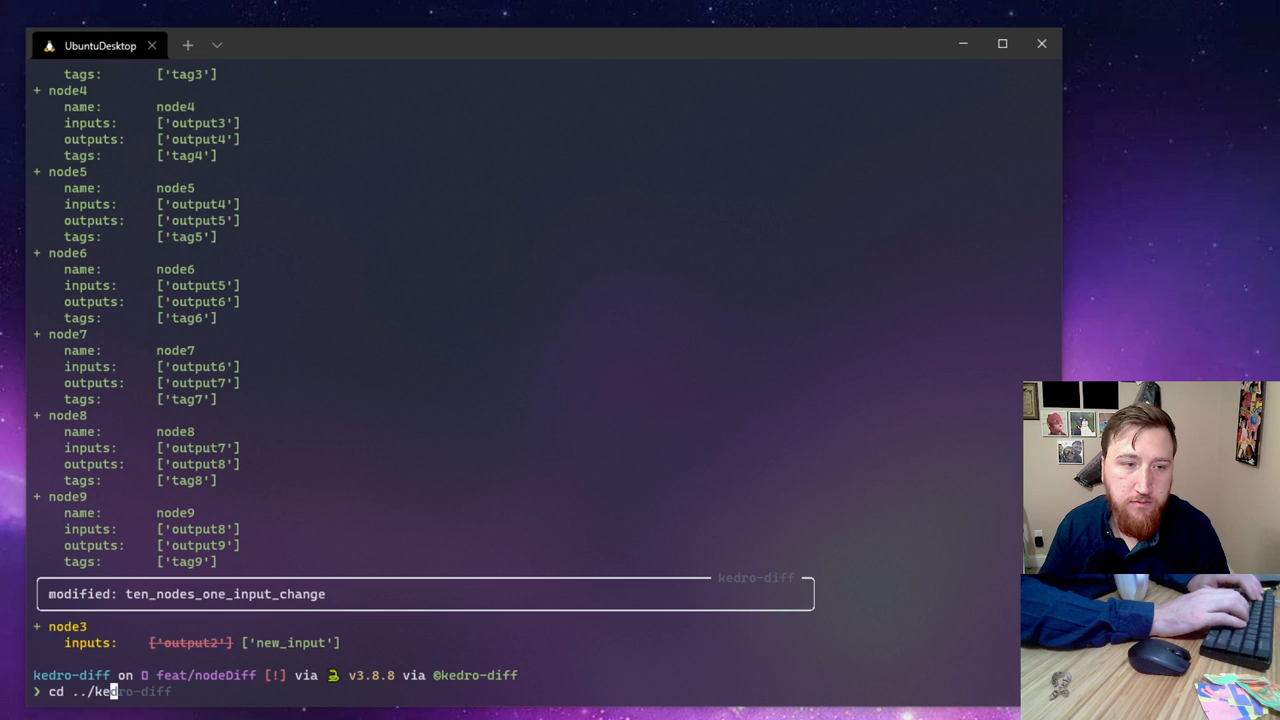 UbuntuDesktop
tags: ['tag3']
+ node4
name: node4
inputs: ['output3']
outputs: ['output4']
tags: ['tag4']
+ node5
name: node5
inputs: ['output4']
outputs: ['output5']
tags: ['tag5']
+ node6
name: node6
inputs: ['output5']
outputs: ['output6']
tags: ['tag6']
+ node7
name: node7
inputs: ['output6']
outputs: ['output7']
tags: ['tag7']
+ node8
name: node8
inputs: ['output7']
outputs: ['output8']
tags: ['tag8']
+ node9
name: node9
inputs: ['output8']
outputs: ['output9']
tags: ['tag9']
kedro-diff
modified: ten_nodes_one_input_change
+ node3
inputs: ['output2'] ['new_input']
kedro-diff on feat/nodeDiff [!] via v3.8.8 via @kedro-diff
❯ cd ../kedro-diff